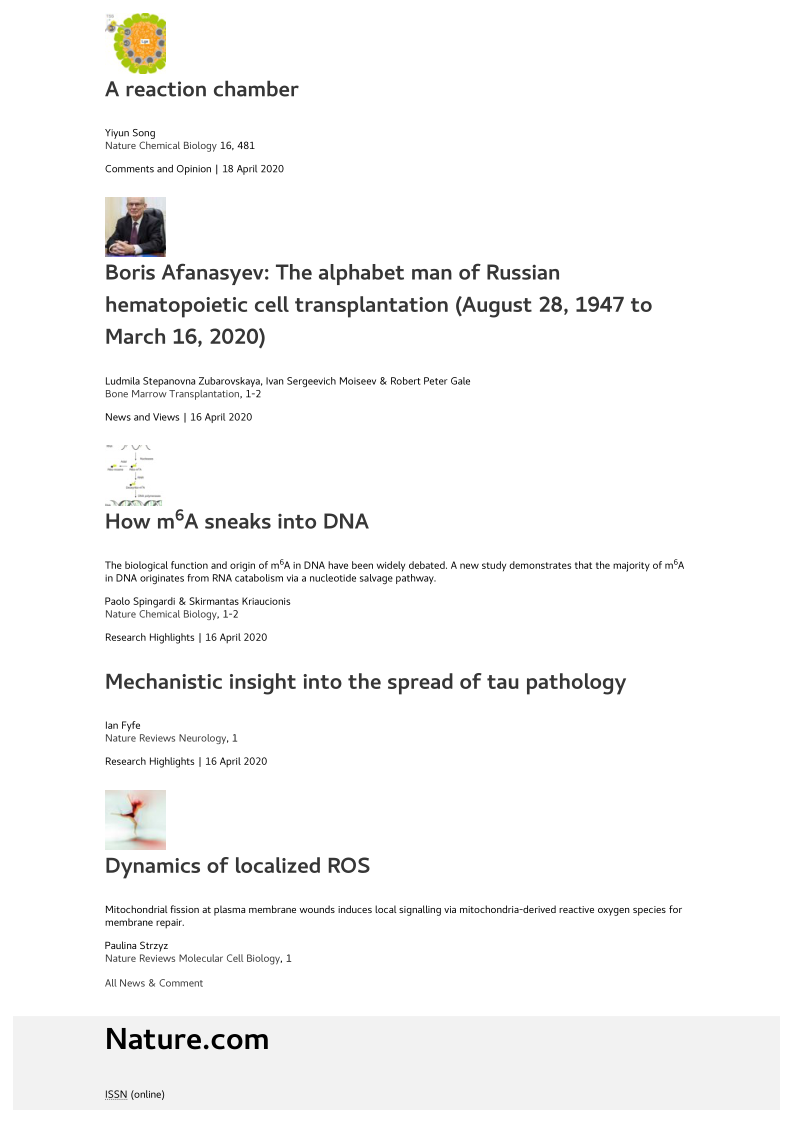 A reaction chamber
Yiyun Song
Nature Chemical Biology 16, 481
Comments and Opinion | 18 April 2020
Boris Afanasyev: The alphabet man of Russian
hematopoietic cell transplantation (August 28, 1947 to
March 16, 2020)
Ludmila Stepanovna Zubarovskaya, Ivan Sergeevich Moiseev & Robert Peter Gale
Bone Marrow Transplantation, 1-2
News and Views | 16 April 2020
How m⁶A sneaks into DNA
The biological function and origin of m⁶A in DNA have been widely debated. A new study demonstrates that the majority of m⁶A
in DNA originates from RNA catabolism via a nucleotide salvage pathway.
Paolo Spingardi & Skirmantas Kriaucionis
Nature Chemical Biology, 1-2
Research Highlights | 16 April 2020
Mechanistic insight into the spread of tau pathology
Ian Fyfe
Nature Reviews Neurology, 1
Research Highlights | 16 April 2020
Dynamics of localized ROS
Mitochondrial fission at plasma membrane wounds induces local signalling via mitochondria-derived reactive oxygen species for
membrane repair.
Paulina Strzyz
Nature Reviews Molecular Cell Biology, 1
All News & Comment
Nature.com
ISSN (online)